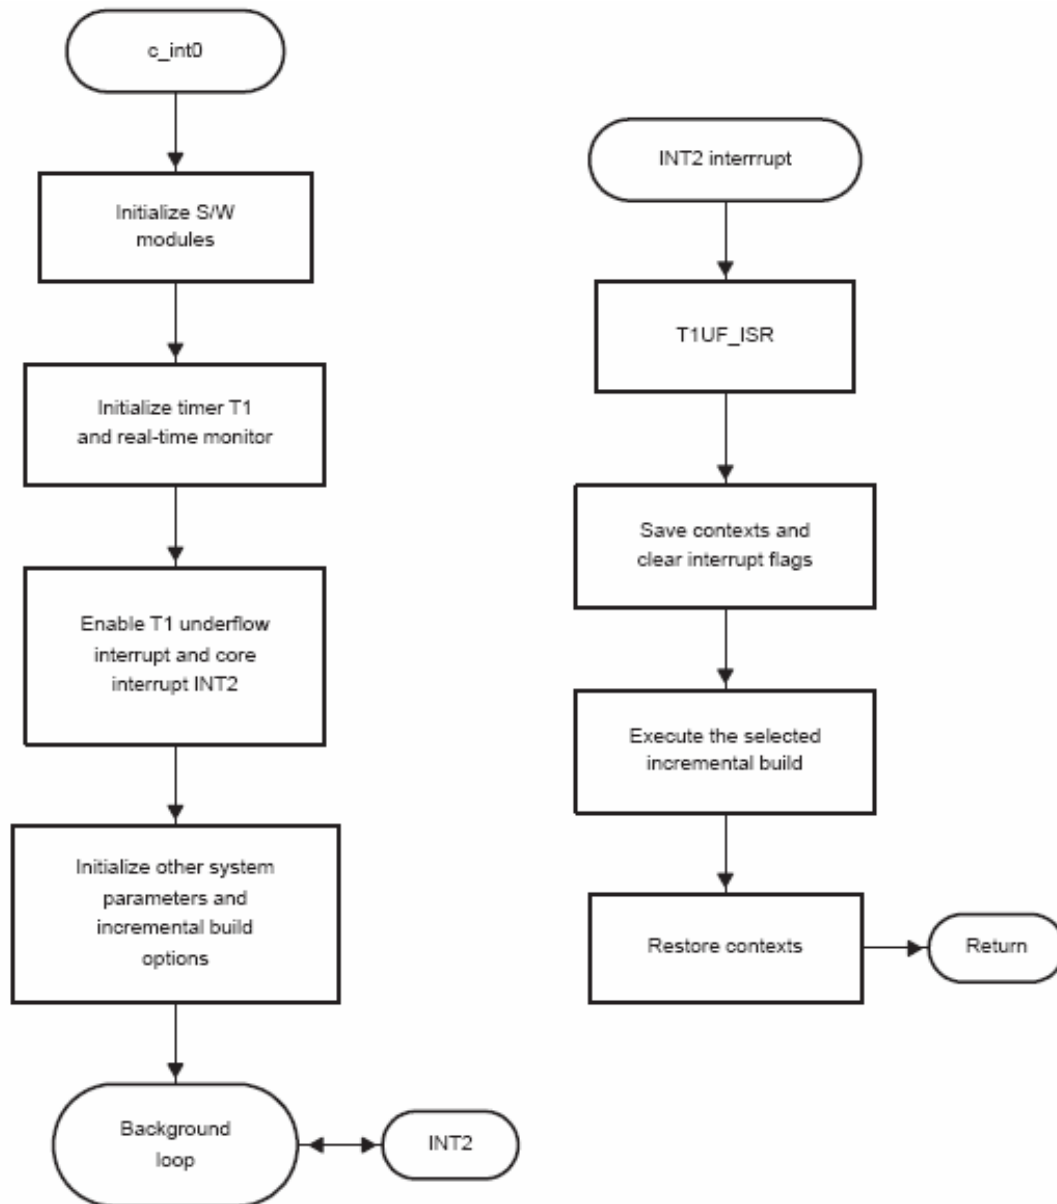 c_int0
Initialize S/W
modules
Initialize timer T1
and real-time monitor
Enable T1 underflow
interrupt and core
interrupt INT2
Initialize other system
parameters and
incremental build
options
Background
loop
INT2
INT2 interrrupt
T1UF_ISR
Save contexts and
clear interrupt flags
Execute the selected
incremental build
Restore contexts
Return